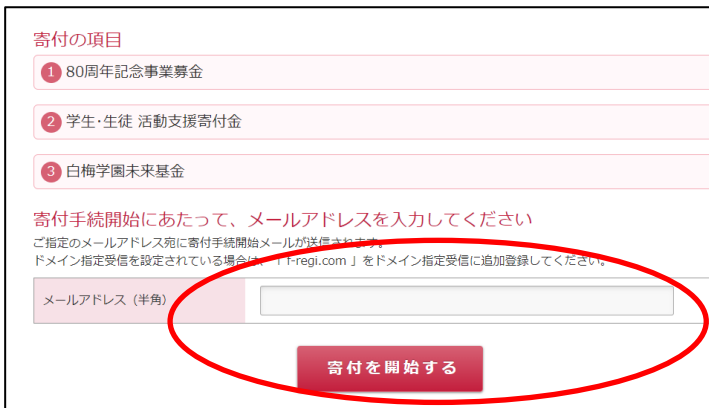 寄付の項目
1 80周年記念事業募金
2 学生・生徒 活動支援寄付金
3 白梅学園未来基金
寄付手続開始にあたって、メールアドレスを入力してください
ご指定のメールアドレス宛に寄付手続開始メールが送信されます。
ドメイン指定受信を設定されている場合は、「 f-regi.com 」をドメイン指定受信に追加登録してください。
メールアドレス（半角）
寄付を開始する